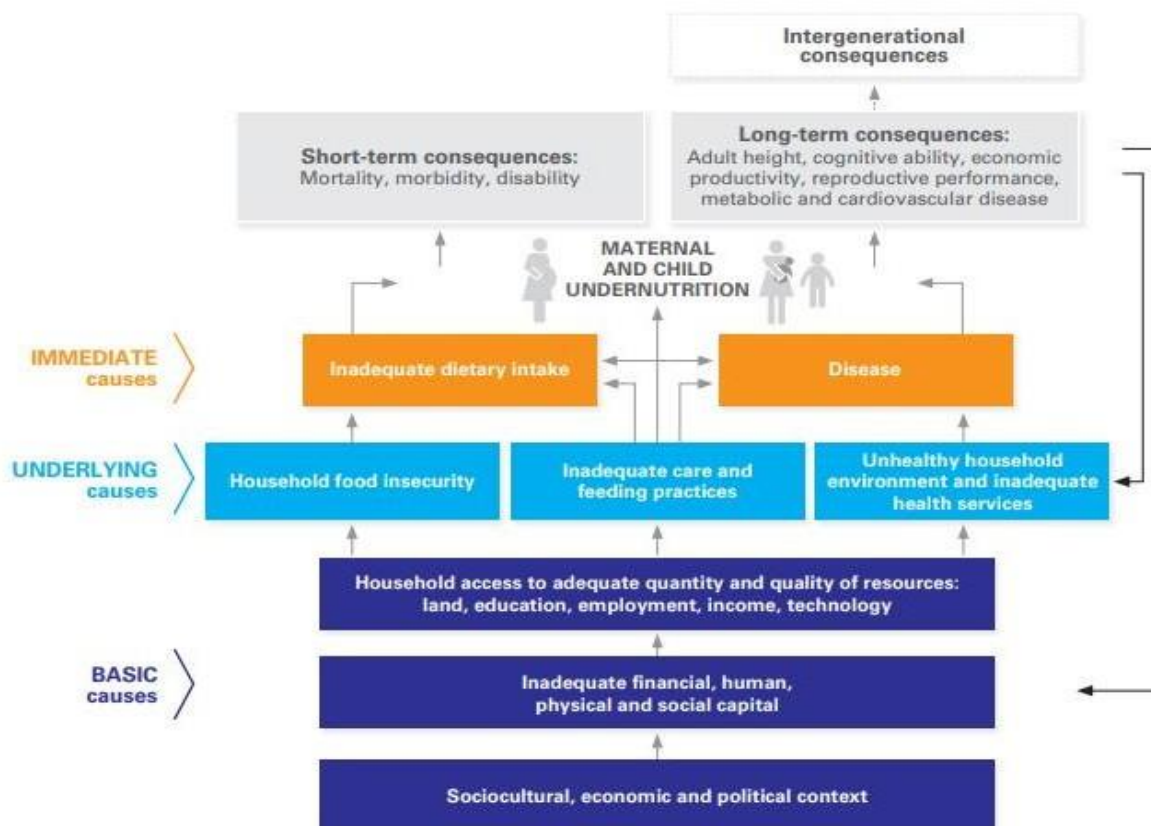 Intergenerational
consequences
Short-term consequences:
Mortality, morbidity, disability
Long-term consequences:
Adult height, cognitive ability, economic
productivity, reproductive performance,
metabolic and cardiovascular disease
MATERNAL
AND CHILD
UNDERNUTRITION
IMMEDIATE
causes
Inadequate dietary intake
Disease
UNDERLYING
causes
Household food insecurity
Inadequate care and
feeding practices
Unhealthy household
environment and inadequate
health services
BASIC
causes
Household access to adequate quantity and quality of resources:
land, education, employment, income, technology
Inadequate financial, human,
physical and social capital
Sociocultural, economic and political context